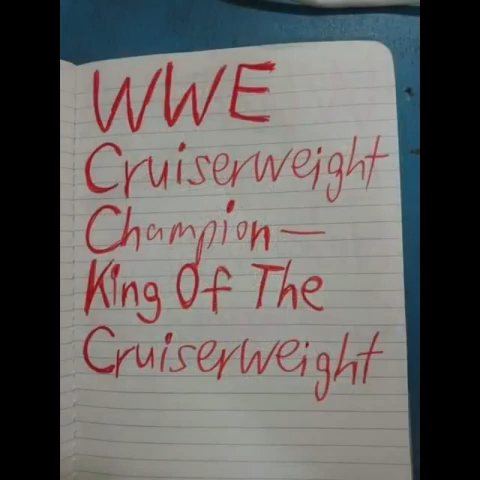 WWE
Cruiserweight
Champion—
King Of The
Cruiserweight